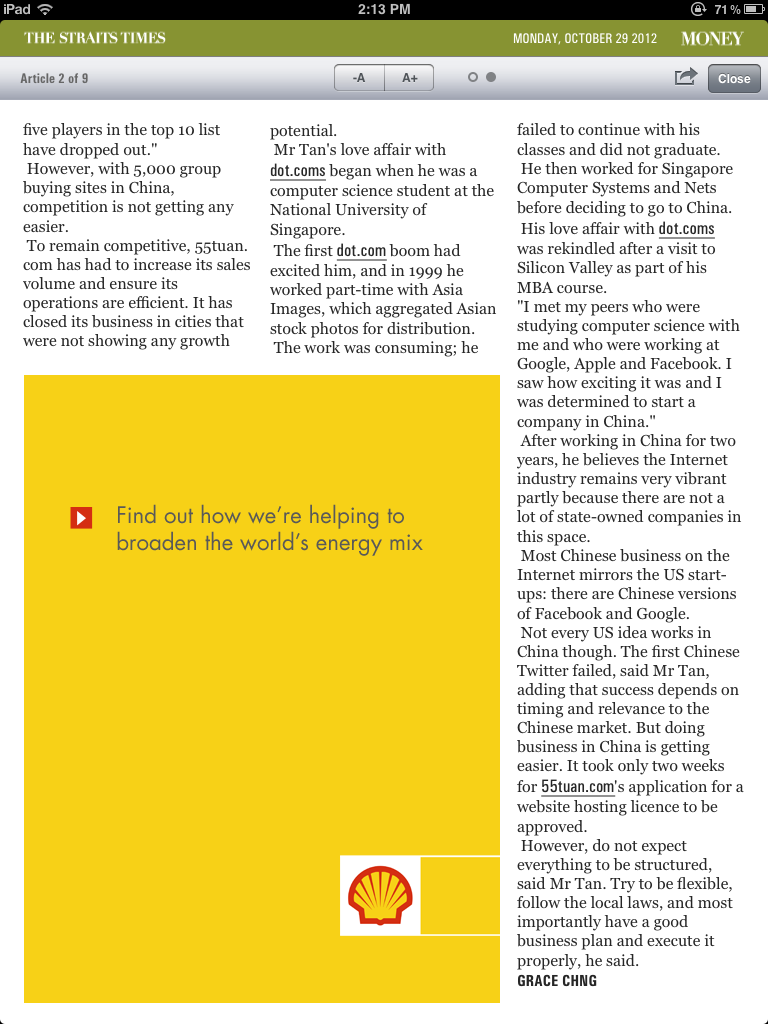 iPad
2:13 PM
71%
THE STRAITS TIMES
MONDAY, OCTOBER 29 2012
MONEY
Article 2 of 9
-A
A+
Close
five players in the top 10 list
have dropped out."
However, with 5,000 group
buying sites in China,
competition is not getting any
easier.
To remain competitive, 55tuan.
com has had to increase its sales
volume and ensure its
operations are efficient. It has
closed its business in cities that
were not showing any growth
potential.
Mr Tan's love affair with
dot.coms began when he was a
computer science student at the
National University of
Singapore.
The first dot.com boom had
excited him, and in 1999 he
worked part-time with Asia
Images, which aggregated Asian
stock photos for distribution.
The work was consuming; he
failed to continue with his
classes and did not graduate.
He then worked for Singapore
Computer Systems and Nets
before deciding to go to China.
His love affair with dot.coms
was rekindled after a visit to
Silicon Valley as part of his
MBA course.
"I met my peers who were
studying computer science with
me and who were working at
Google, Apple and Facebook. I
saw how exciting it was and I
was determined to start a
company in China."
After working in China for two
years, he believes the Internet
industry remains very vibrant
partly because there are not a
lot of state-owned companies in
this space.
Most Chinese business on the
Internet mirrors the US start-
ups: there are Chinese versions
of Facebook and Google.
Not every US idea works in
China though. The first Chinese
Twitter failed, said Mr Tan,
adding that success depends on
timing and relevance to the
Chinese market. But doing
business in China is getting
easier. It took only two weeks
for 55tuan.com's application for a
website hosting licence to be
approved.
However, do not expect
everything to be structured,
said Mr Tan. Try to be flexible,
follow the local laws, and most
importantly have a good
business plan and execute it
properly, he said.
GRACE CHNG
Find out how we're helping to
broaden the world's energy mix